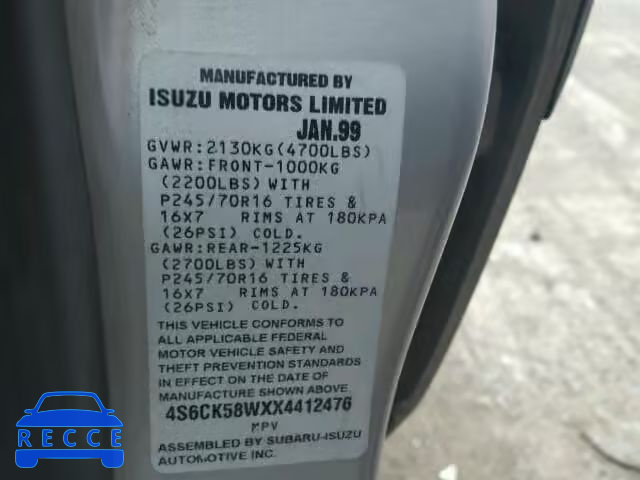 MANUFACTURED BY
ISUZU MOTORS LIMITED
JAN.99
GVWR:2130KG(4700LBS)
GAWR:FRONT-1000KG
(2200LBS) WITH
P245/70R16 TIRES &
16X7 RIMS AT 180KPA
(26PSI) COLD.
GAWR:REAR-1225KG
(2700LBS) WITH
P245/70R16 TIRES &
16X7 RIMS AT 180KPA
(26PSI) COLD.
THIS VEHICLE CONFORMS TO
ALL APPLICABLE FEDERAL
MOTOR VEHICLE SAFETY AND
THEFT PREVENTION STANDARDS
IN EFFECT ON THE DATE OF
MANUFACTURE SHOWN ABOVE.
4S6CK58WXX4412476
MPV
ASSEMBLED BY SUBARU-ISUZU
AUTOMOTIVE INC.
RECCE